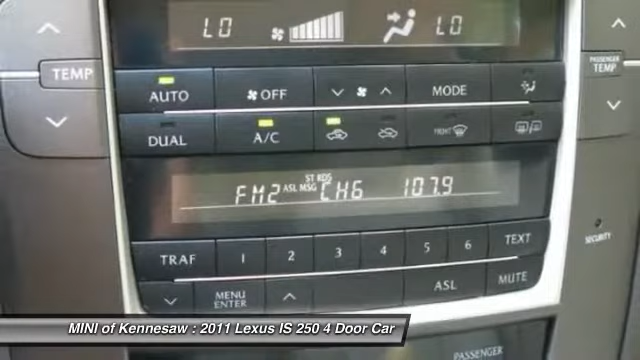 LO LO
TEMP
PASSENGER
TEMP
AUTO OFF MODE
DUAL A/C FRONT
ST RDS
FM2 ASL MSG CH6 107.9
TRAF 1 2 3 4 5 6 TEXT
SECURITY
MENU
ENTER
ASL MUTE
MINI of Kennesaw : 2011 Lexus IS 250 4 Door Car
PASSENGER